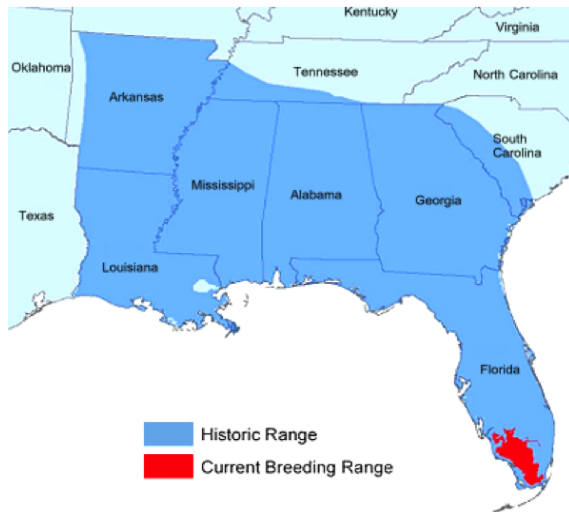 Kentucky
Virginia
Oklahoma
Tennessee
North Carolina
Arkansas
South
Carolina
Mississippi
Alabama
Georgia
Texas
Louisiana
Florida
Historic Range
Current Breeding Range